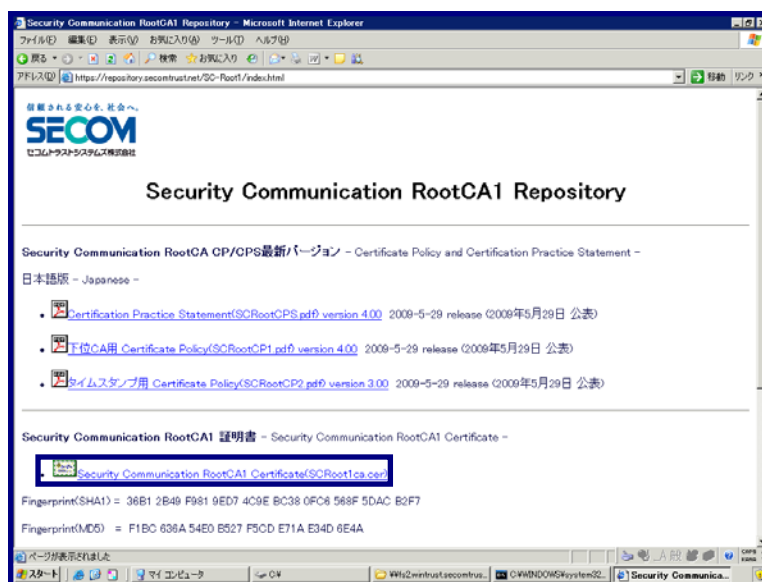 Security Communication RootCA1 Repository - Microsoft Internet Explorer
ファイル(F) 編集(E) 表示(V) お気に入り(A) ツール(T) ヘルプ(H)
戻る 検索 お気に入り
アドレス(D) https://repository.secomtrust.net/SC-Root1/index.html 移動 リンク
信頼される安心を、社会へ。
SECOM
セコムトラストシステムズ株式会社
Security Communication RootCA1 Repository
Security Communication RootCA CP/CPS最新バージョン - Certificate Policy and Certification Practice Statement -
日本語版 - Japanese -
Certification Practice Statement(SCRootCPS.pdf) version 4.00 2009-5-29 release (2009年5月29日 公表)
下位CA用 Certificate Policy(SCRootCP1.pdf) version 4.00 2009-5-29 release (2009年5月29日 公表)
タイムスタンプ用 Certificate Policy(SCRootCP2.pdf) version 3.00 2009-5-29 release (2009年5月29日 公表)
Security Communication RootCA1 証明書 - Security Communication RootCA1 Certificate -
Security Communication RootCA1 Certificate(SCRoot1ca.cer)
Fingerprint(SHA1) = 36B1 2B49 F981 9ED7 4C9E BC38 0FC6 568F 5DAC B2F7
Fingerprint(MD5) = F1BC 636A 54E0 B527 F5CD E71A E34D 6E4A
ページが表示されました
A 般 CAPS KANA
スタート マイ コンピュータ C:¥ ¥¥fs2.wintrust.secomtrus... C:¥WINDOWS¥system32... Security Communica...